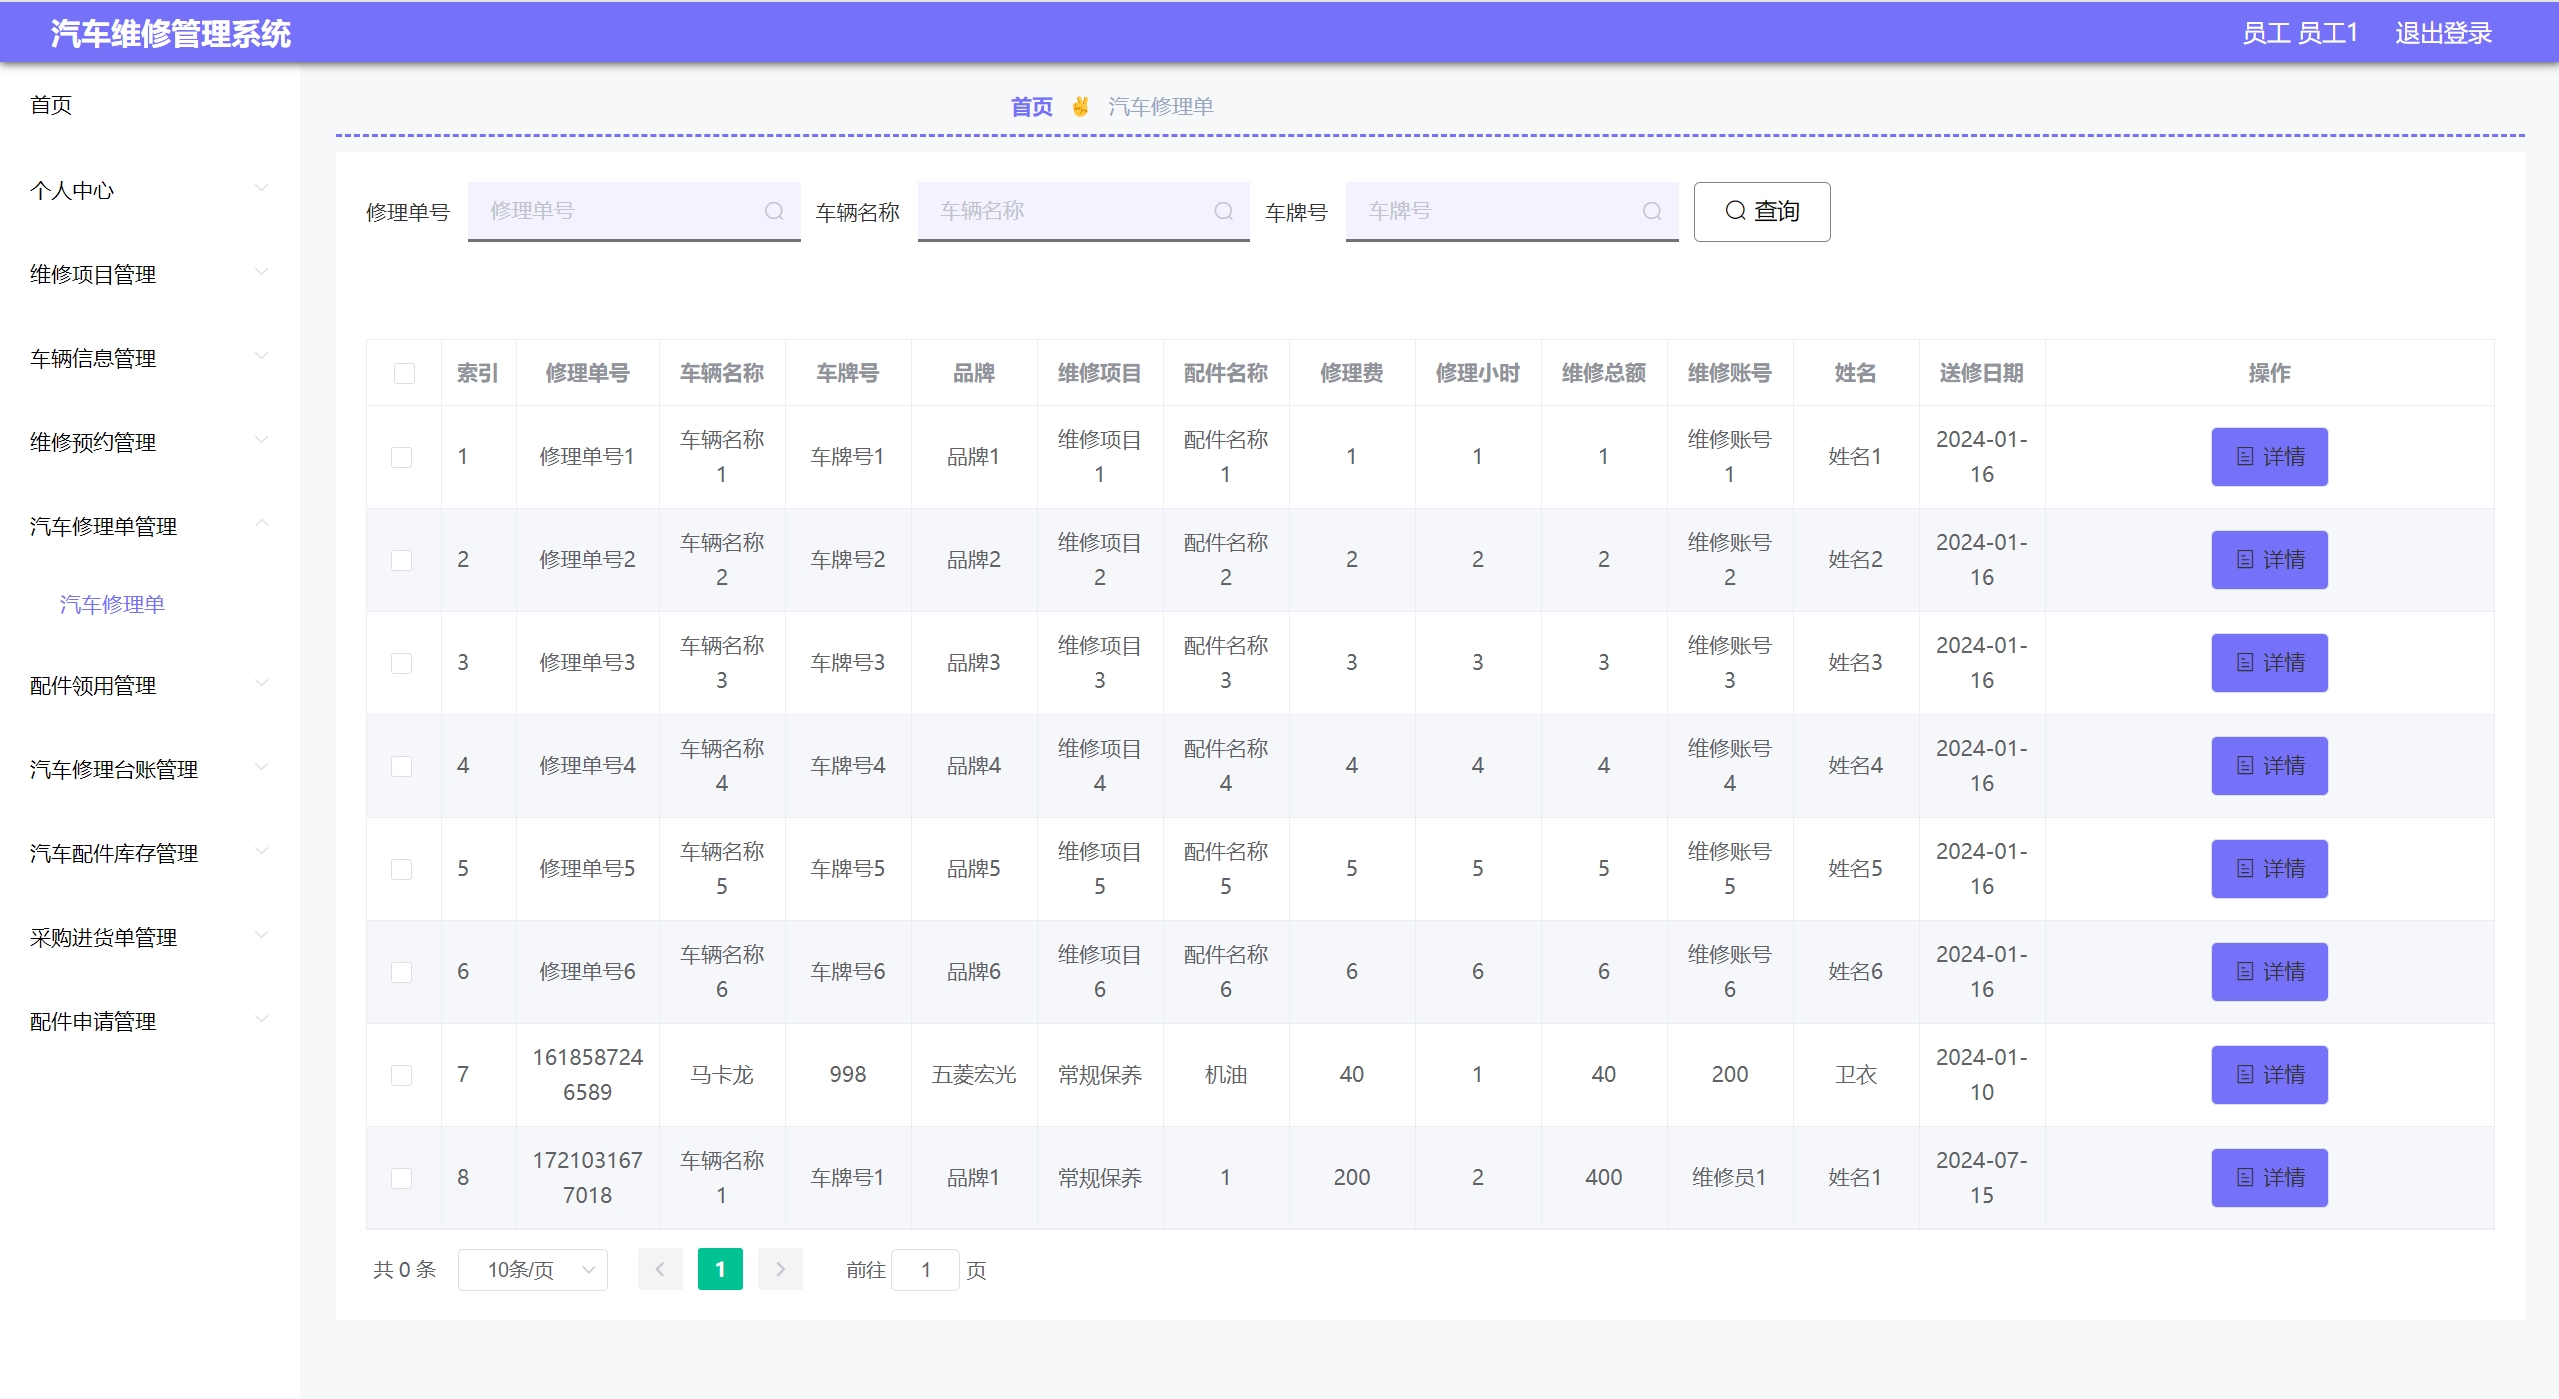 汽车维修管理系统
员工 员工1 退出登录
首页
个人中心
维修项目管理
车辆信息管理
维修预约管理
汽车修理单管理
汽车修理单
配件领用管理
汽车修理台账管理
汽车配件库存管理
采购进货单管理
配件申请管理
首页 ✌ 汽车修理单
修理单号 修理单号 车辆名称 车辆名称 车牌号 车牌号 查询
索引 修理单号 车辆名称 车牌号 品牌 维修项目 配件名称 修理费 修理小时 维修总额 维修账号 姓名 送修日期 操作
1 修理单号1 车辆名称1 车牌号1 品牌1 维修项目1 配件名称1 1 1 1 维修账号1 姓名1 2024-01-16 详情
2 修理单号2 车辆名称2 车牌号2 品牌2 维修项目2 配件名称2 2 2 2 维修账号2 姓名2 2024-01-16 详情
3 修理单号3 车辆名称3 车牌号3 品牌3 维修项目3 配件名称3 3 3 3 维修账号3 姓名3 2024-01-16 详情
4 修理单号4 车辆名称4 车牌号4 品牌4 维修项目4 配件名称4 4 4 4 维修账号4 姓名4 2024-01-16 详情
5 修理单号5 车辆名称5 车牌号5 品牌5 维修项目5 配件名称5 5 5 5 维修账号5 姓名5 2024-01-16 详情
6 修理单号6 车辆名称6 车牌号6 品牌6 维修项目6 配件名称6 6 6 6 维修账号6 姓名6 2024-01-16 详情
7 1618587246589 马卡龙 998 五菱宏光 常规保养 机油 40 1 40 200 卫衣 2024-01-10 详情
8 1721031677018 车辆名称1 车牌号1 品牌1 常规保养 1 200 2 400 维修员1 姓名1 2024-07-15 详情
共 0 条 10条/页 1 前往 1 页